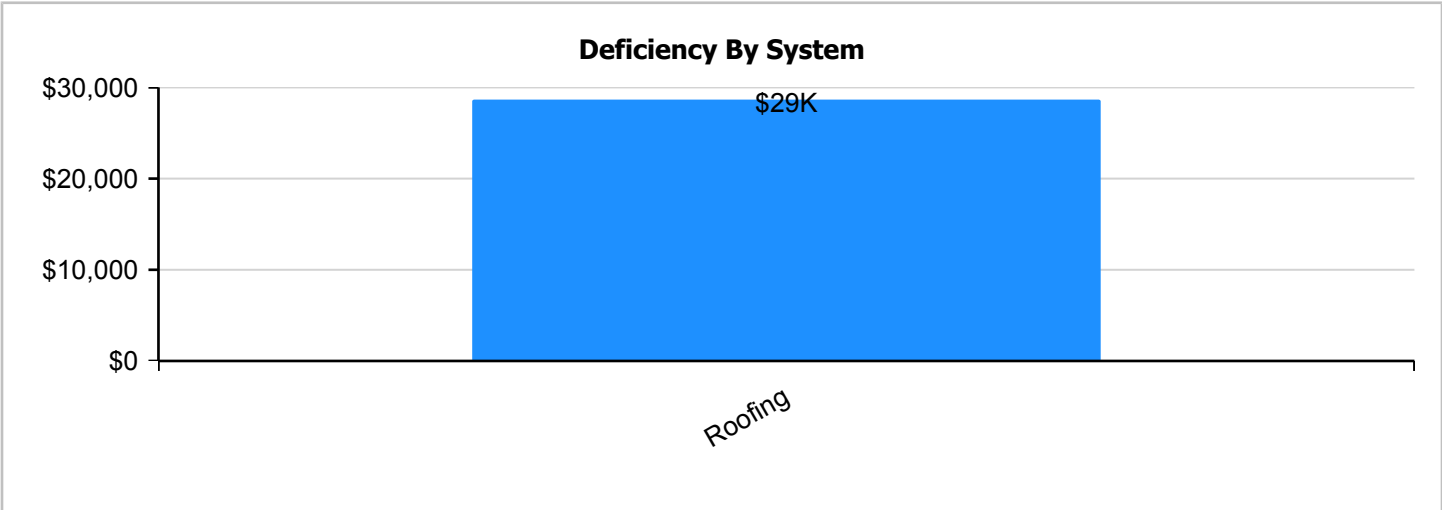 Deficiency By System
$30,000
$29K
$20,000
$10,000
$0
Roofing